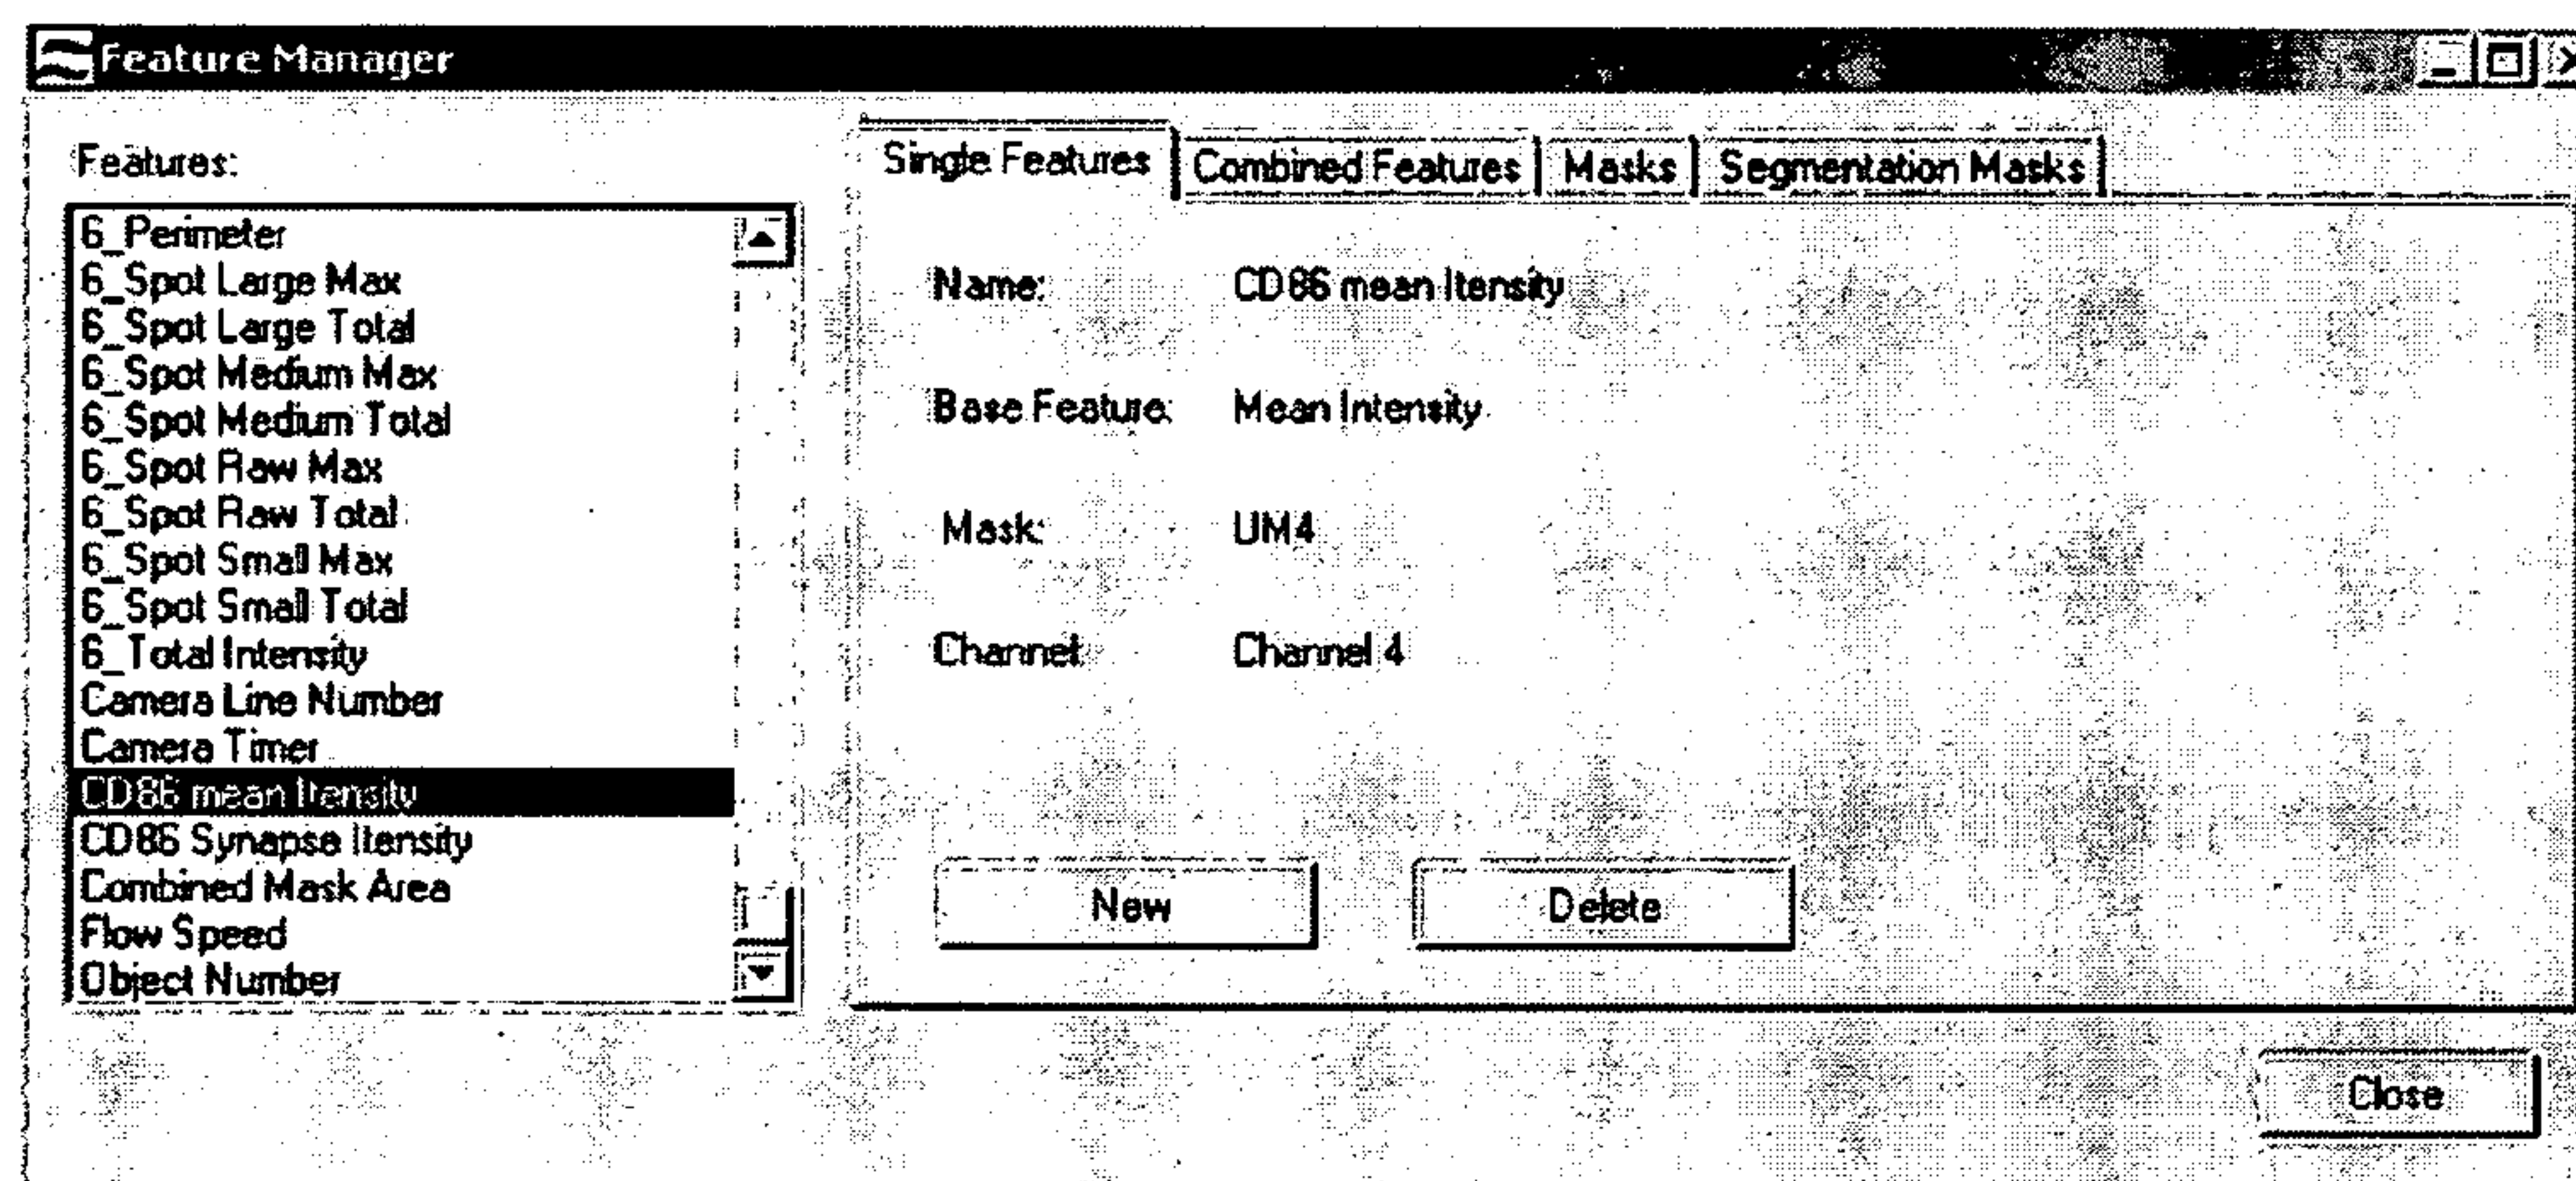 Feature Manager
Features:
6_Perimeter
6_Spot Large Max
6_Spot Large Total
6_Spot Medium Max
6_Spot Medium Total
6_Spot Raw Max
6_Spot Raw Total
6_Spot Small Max
6_Spot Small Total
6_Total Intensity
Camera Line Number
Camera Timer
CD86 mean Itensity
CD86 Synapse Itensity
Combined Mask Area
Flow Speed
Object Number
Single Features
Combined Features
Masks
Segmentation Masks
Name: CD86 mean Itensity
Base Feature: Mean Intensity
Mask: UM4
Channel: Channel 4
New
Delete
Close